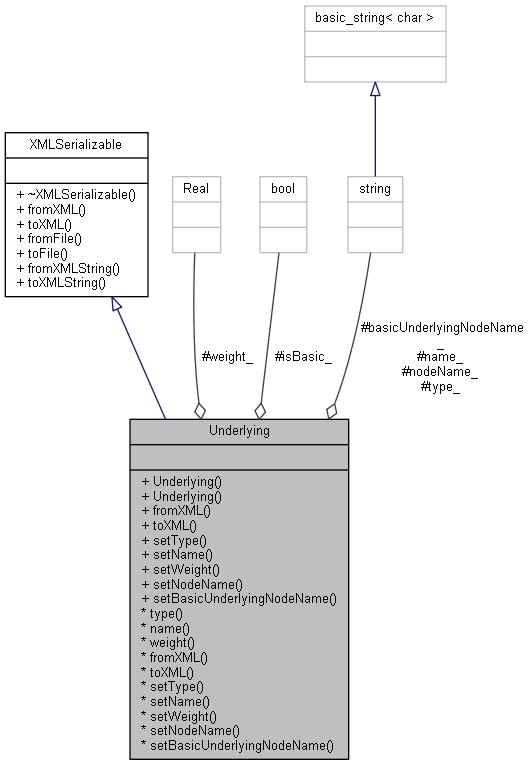 basic_string< char >
XMLSerializable
+ ~XMLSerializable()
+ fromXML()
+ toXML()
+ fromFile()
+ toFile()
+ fromXMLString()
+ toXMLString()
Real
bool
string
#weight_
#isBasic_
#basicUnderlyingNodeName
_
#name_
#nodeName_
#type_
Underlying
+ Underlying()
+ Underlying()
+ fromXML()
+ toXML()
+ setType()
+ setName()
+ setWeight()
+ setNodeName()
+ setBasicUnderlyingNodeName()
* type()
* name()
* weight()
* fromXML()
* toXML()
* setType()
* setName()
* setWeight()
* setNodeName()
* setBasicUnderlyingNodeName()